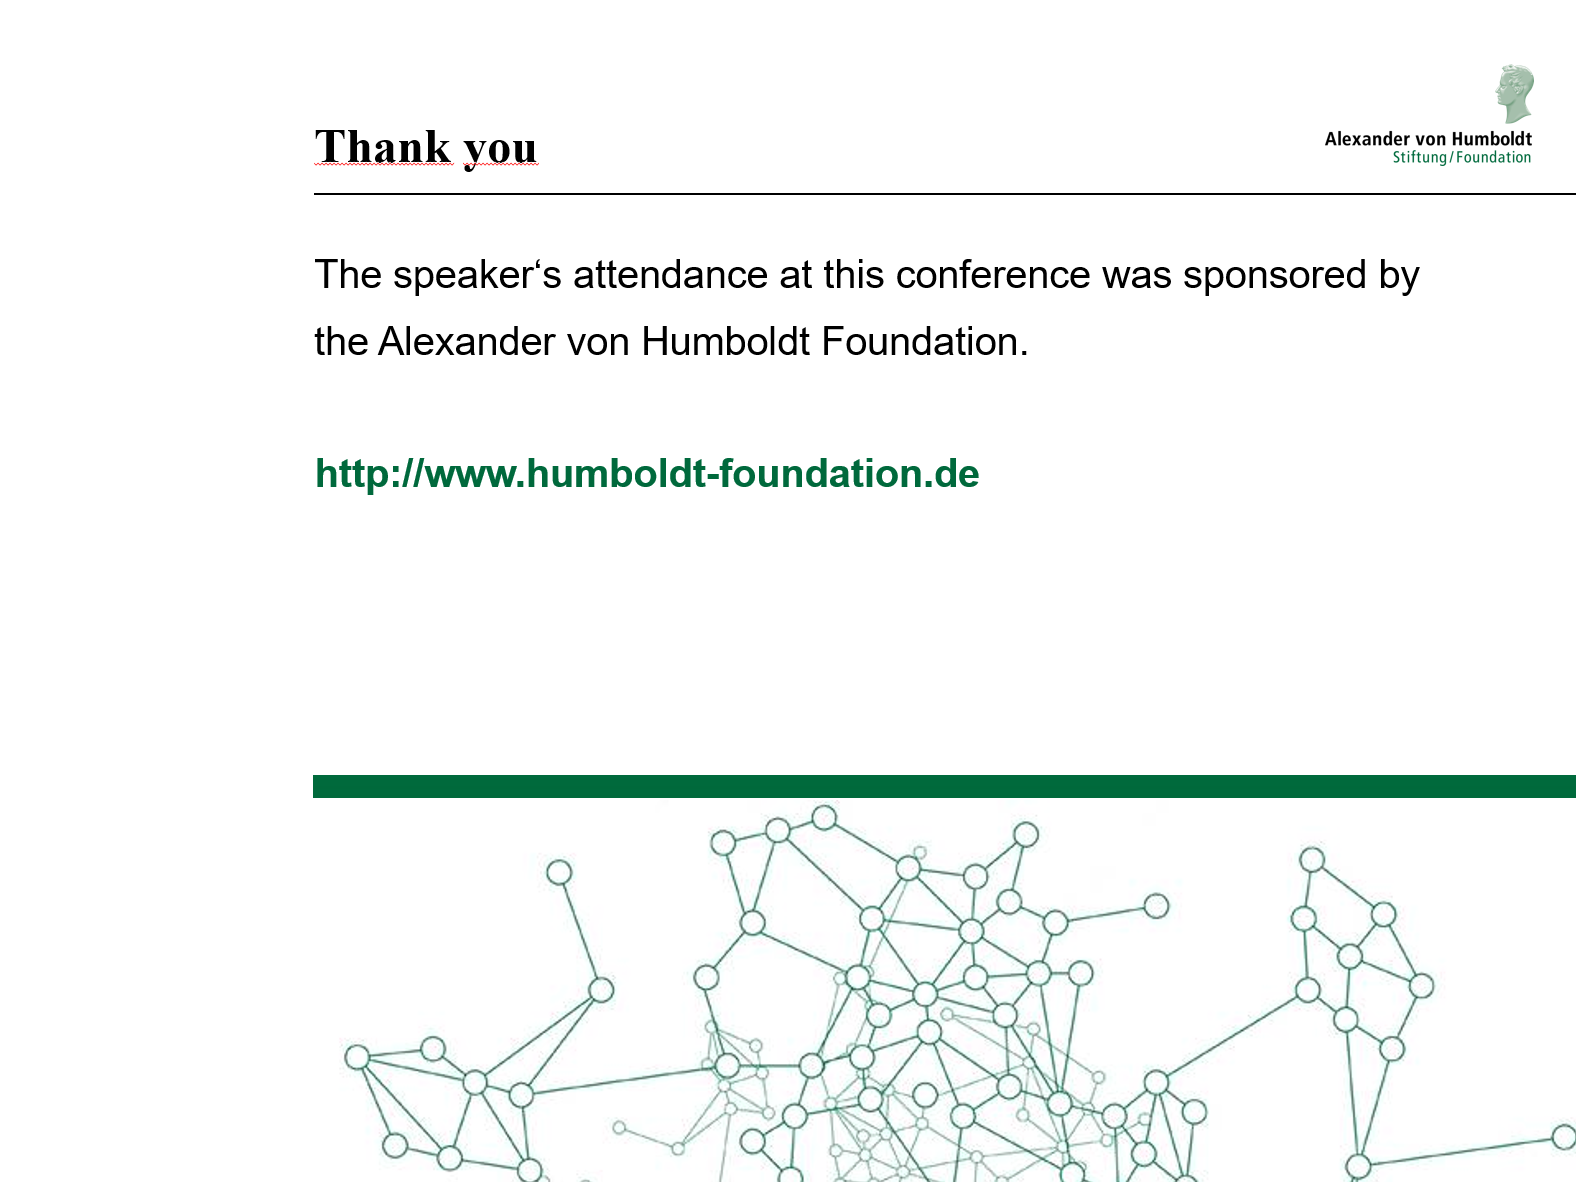 Thank you
Alexander von Humboldt
Stiftung/Foundation
The speaker‘s attendance at this conference was sponsored by
the Alexander von Humboldt Foundation.
http://www.humboldt-foundation.de